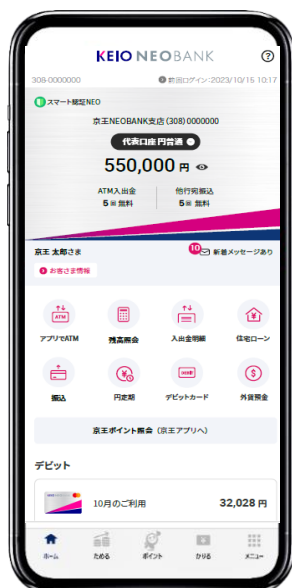 KEIO NEOBANK
308-0000000 前回ログイン:2023/10/15 10:17
スマート認証NEO
京王NEOBANK支店(308)0000000
代表口座 円普通
550,000 円
ATM入出金 他行宛振込
5回 無料 5回 無料
京王 太郎さま 10 新着メッセージあり
お客さま情報
ATM
アプリでATM 残高照会 入出金明細 住宅ローン
振込 円定期 デビットカード 外貨預金
京王ポイント照会(京王アプリへ)
デビット
10月のご利用 32,028 円
ホーム ためる ポイント かりる メニュー